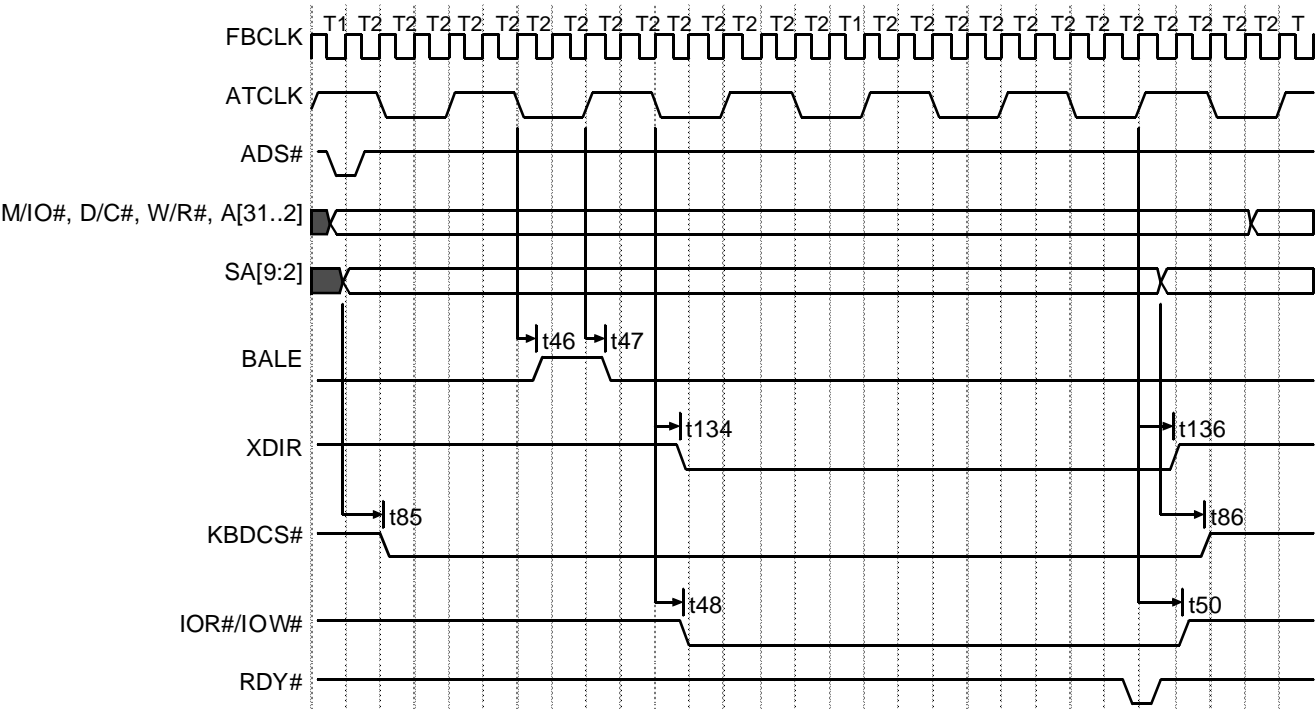 T1 T2 T2 T2 T2 T2 T2 T2 T2 T2 T2 T2 T2 T2 T2 T1 T2 T2 T2 T2 T2 T2 T2 T2 T2 T2 T2 T2 T
FBCLK
ATCLK
ADS#
M/IO#, D/C#, W/R#, A[31..2]
SA[9:2]
t46 t47
BALE
t134 t136
XDIR
t85 t86
KBDCS#
t48 t50
IOR#/IOW#
RDY#